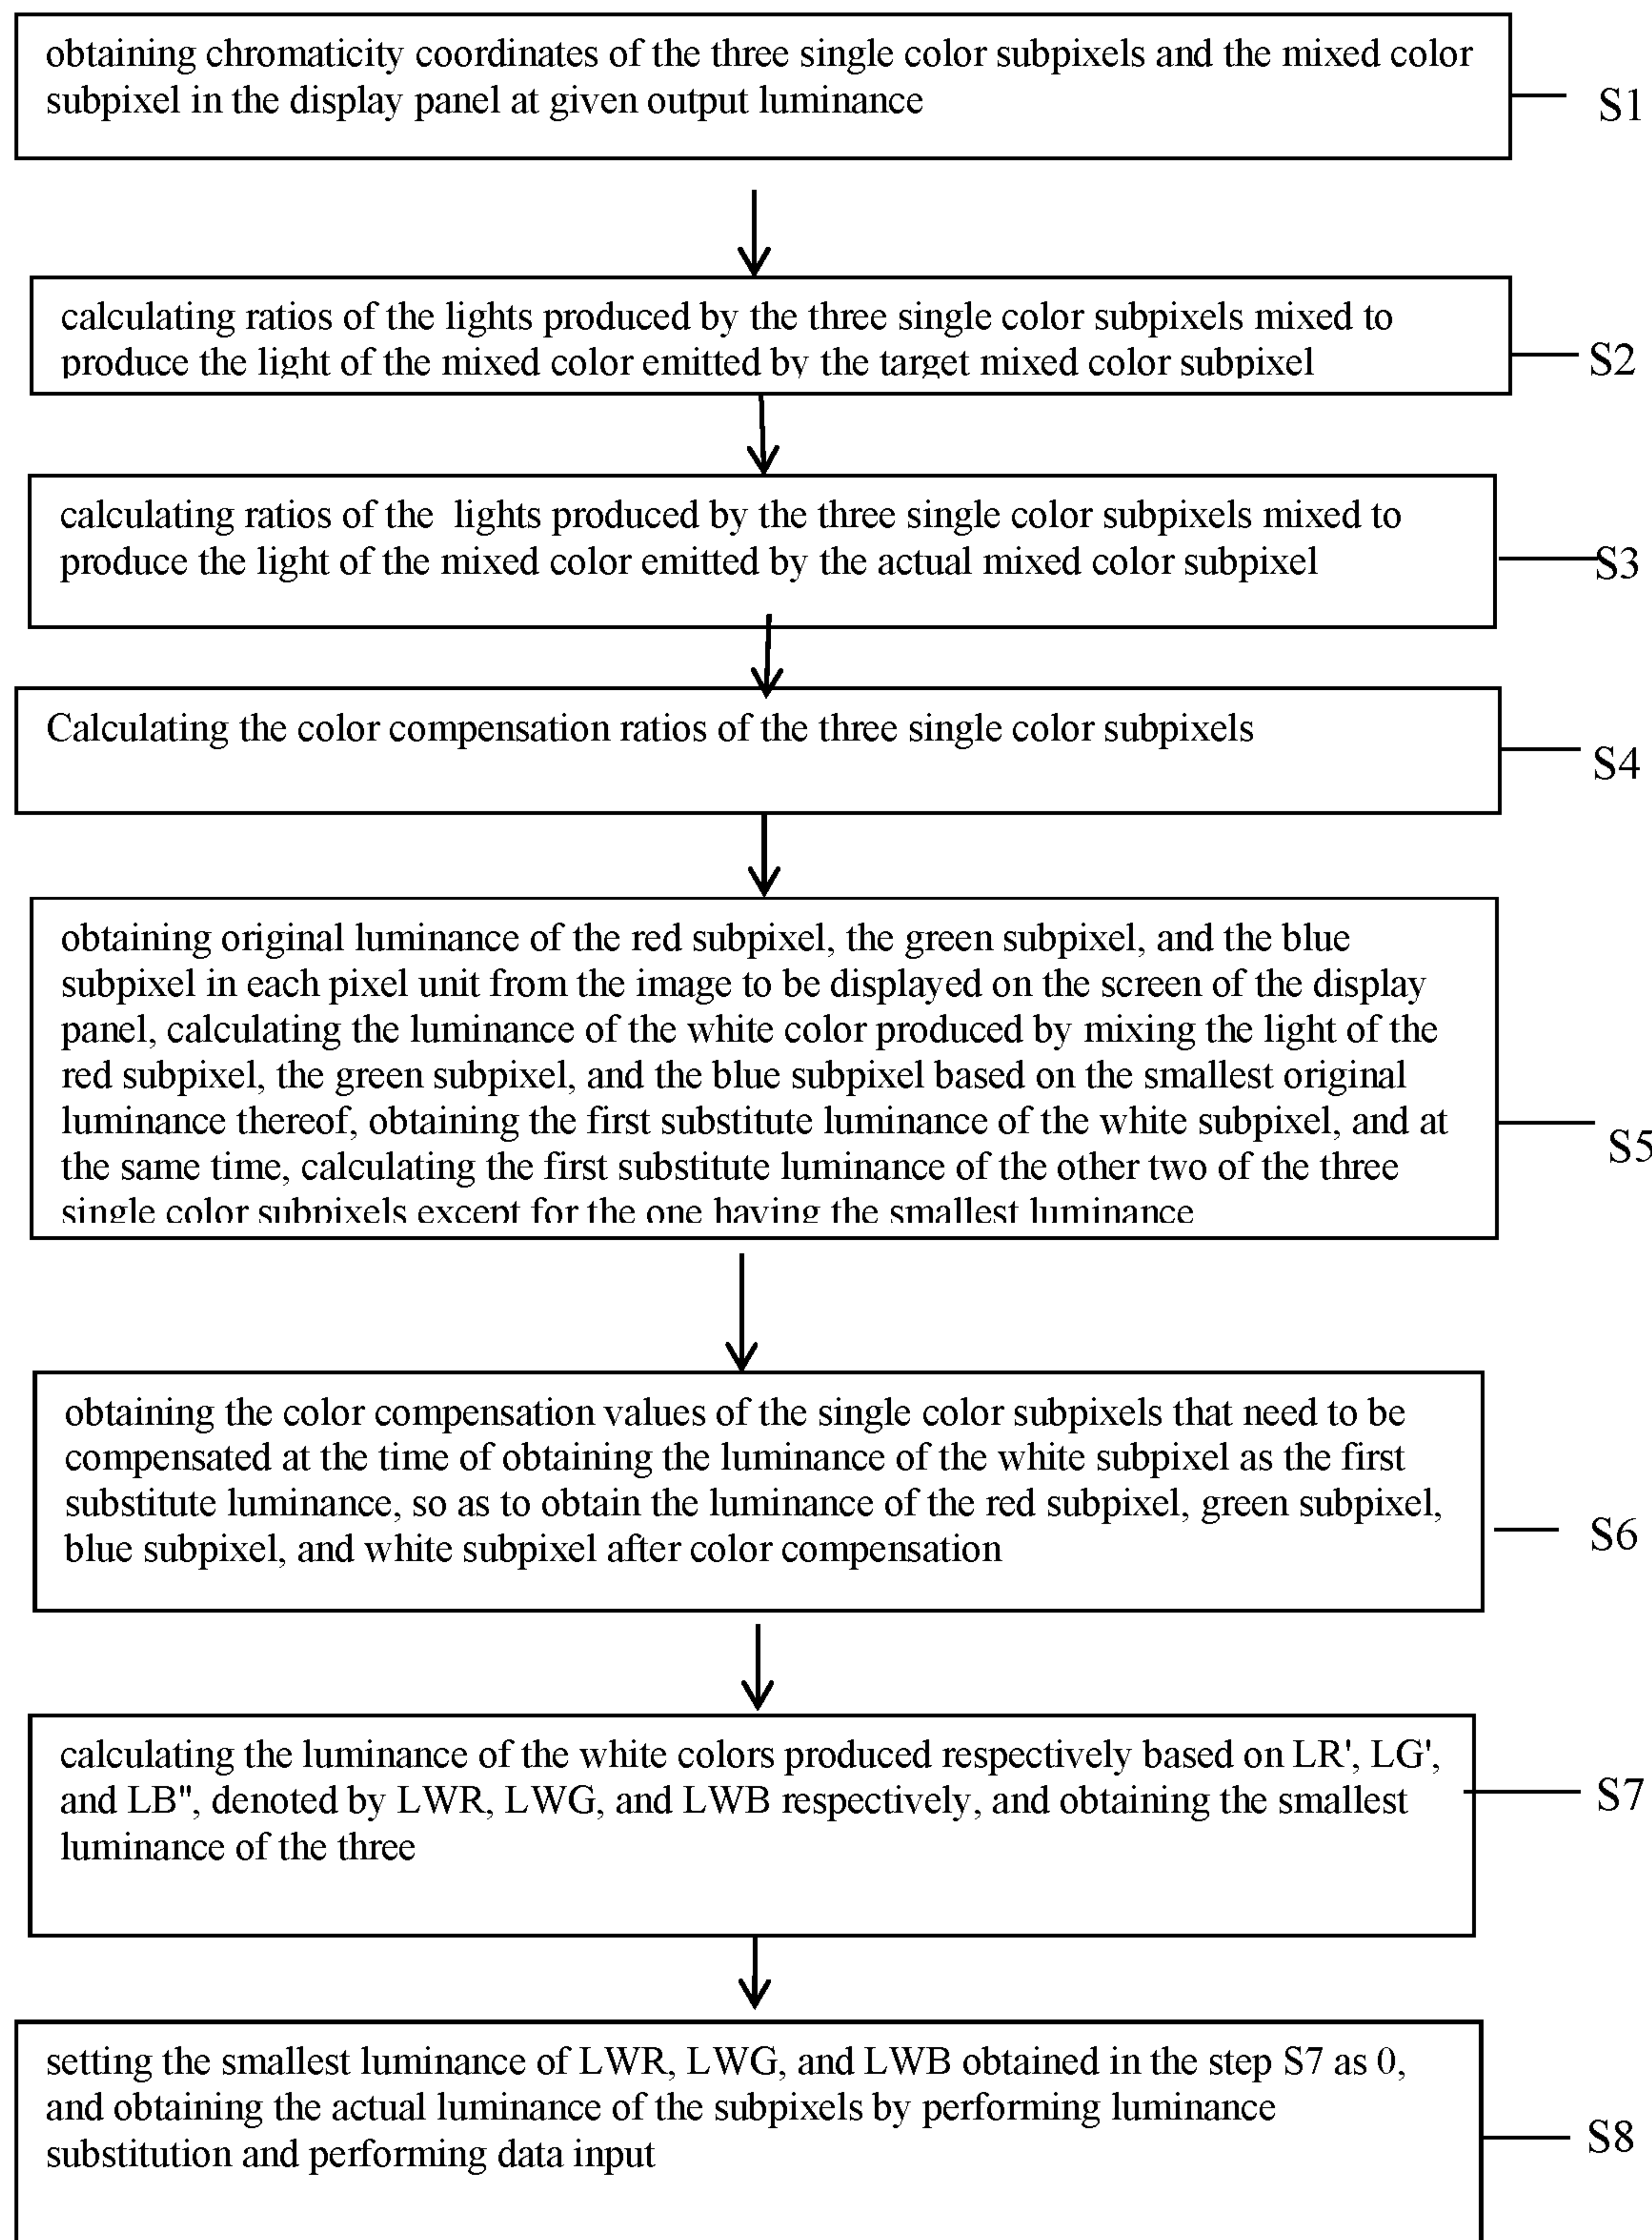 obtaining chromaticity coordinates of the three single color subpixels and the mixed color
subpixel in the display panel at given output luminance
S1
calculating ratios of the lights produced by the three single color subpixels mixed to
produce the light of the mixed color emitted by the target mixed color subpixel
S2
calculating ratios of the lights produced by the three single color subpixels mixed to
produce the light of the mixed color emitted by the actual mixed color subpixel
S3
Calculating the color compensation ratios of the three single color subpixels
S4
obtaining original luminance of the red subpixel, the green subpixel, and the blue
subpixel in each pixel unit from the image to be displayed on the screen of the display
panel, calculating the luminance of the white color produced by mixing the light of the
red subpixel, the green subpixel, and the blue subpixel based on the smallest original
luminance thereof, obtaining the first substitute luminance of the white subpixel, and at
the same time, calculating the first substitute luminance of the other two of the three
single color subpixels except for the one having the smallest luminance
S5
obtaining the color compensation values of the single color subpixels that need to be
compensated at the time of obtaining the luminance of the white subpixel as the first
substitute luminance, so as to obtain the luminance of the red subpixel, green subpixel,
blue subpixel, and white subpixel after color compensation
S6
calculating the luminance of the white colors produced respectively based on LR', LG',
and LB", denoted by LWR, LWG, and LWB respectively, and obtaining the smallest
luminance of the three
S7
setting the smallest luminance of LWR, LWG, and LWB obtained in the step S7 as 0,
and obtaining the actual luminance of the subpixels by performing luminance
substitution and performing data input
S8